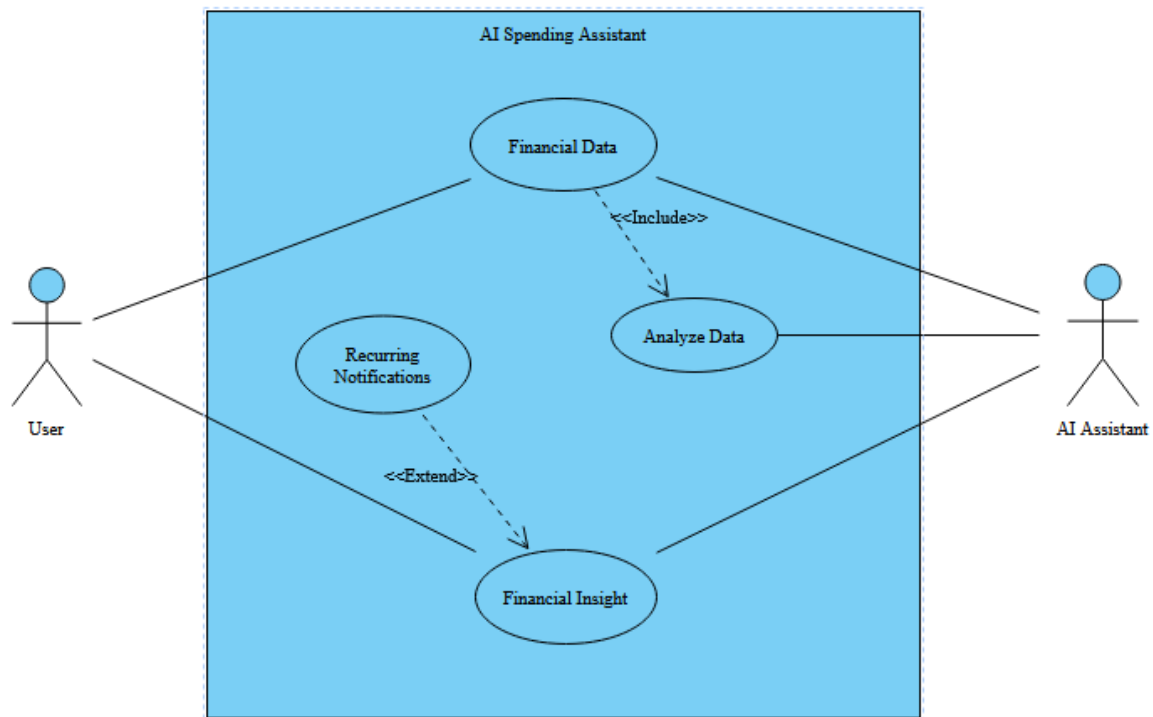 AI Spending Assistant
Financial Data
<<Include>>
Analyze Data
Recurring
Notifications
User
AI Assistant
<<Extend>>
Financial Insight